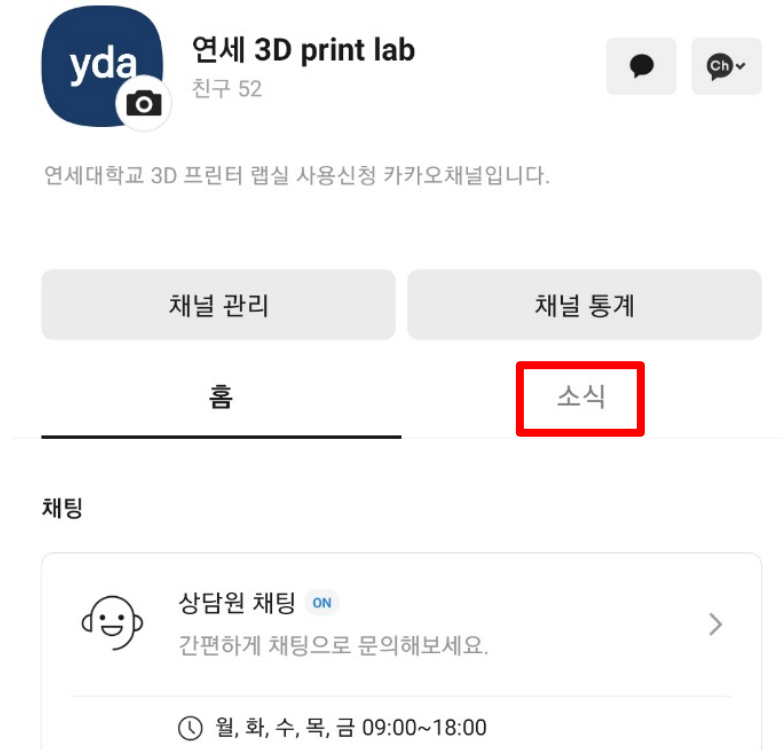 yda
연세 3D print lab
친구 52
Ch
연세대학교 3D 프린터 랩실 사용신청 카카오채널입니다.
채널 관리
채널 통계
홈
소식
채팅
상담원 채팅 ON
간편하게 채팅으로 문의해보세요.
월, 화, 수, 목, 금 09:00~18:00